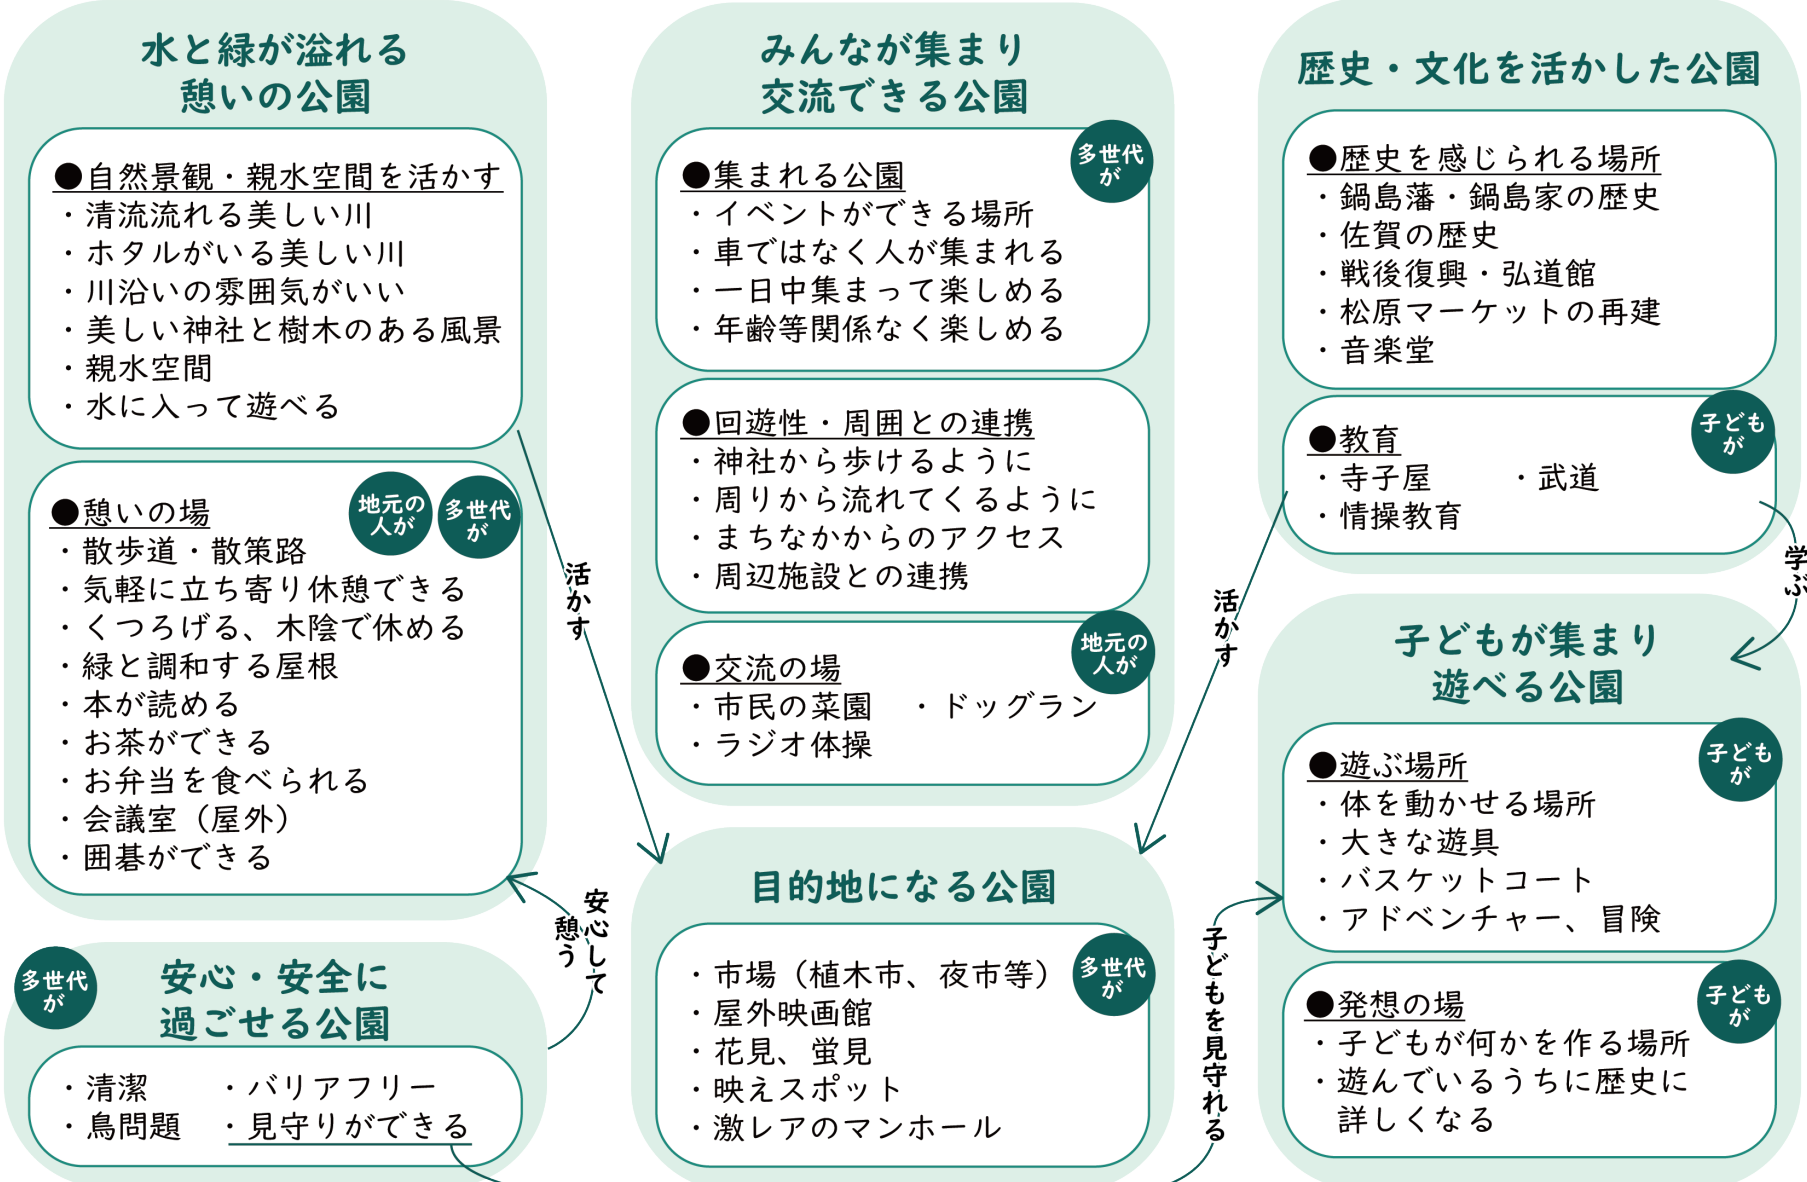 水と緑が溢れる
憩いの公園
●自然景観・親水空間を活かす
・清流流れる美しい川
・ホタルがいる美しい川
・川沿いの雰囲気がいい
・美しい神社と樹木のある風景
・親水空間
・水に入って遊べる
●憩いの場
地元の
人が
多世代
が
・散歩道・散策路
・気軽に立ち寄り休憩できる
・くつろげる、木陰で休める
・緑と調和する屋根
・本が読める
・お茶ができる
・お弁当を食べられる
・会議室（屋外）
・囲碁ができる
活かす
安心して
憩う
多世代
が
安心・安全に
過ごせる公園
・清潔 ・バリアフリー
・鳥問題 ・見守りができる
みんなが集まり
交流できる公園
多世代
が
●集まれる公園
・イベントができる場所
・車ではなく人が集まれる
・一日中集まって楽しめる
・年齢等関係なく楽しめる
●回遊性・周囲との連携
・神社から歩けるように
・周りから流れてくるように
・まちなかからのアクセス
・周辺施設との連携
地元の
人が
●交流の場
・市民の菜園 ・ドッグラン
・ラジオ体操
活かす
目的地になる公園
多世代
が
・市場（植木市、夜市等）
・屋外映画館
・花見、蛍見
・映えスポット
・激レアのマンホール
子どもを見守れる
歴史・文化を活かした公園
●歴史を感じられる場所
・鍋島藩・鍋島家の歴史
・佐賀の歴史
・戦後復興・弘道館
・松原マーケットの再建
・音楽堂
子ども
が
●教育
・寺子屋 ・武道
・情操教育
学ぶ
子どもが集まり
遊べる公園
子ども
が
●遊ぶ場所
・体を動かせる場所
・大きな遊具
・バスケットコート
・アドベンチャー、冒険
子ども
が
●発想の場
・子どもが何かを作る場所
・遊んでいるうちに歴史に
詳しくなる